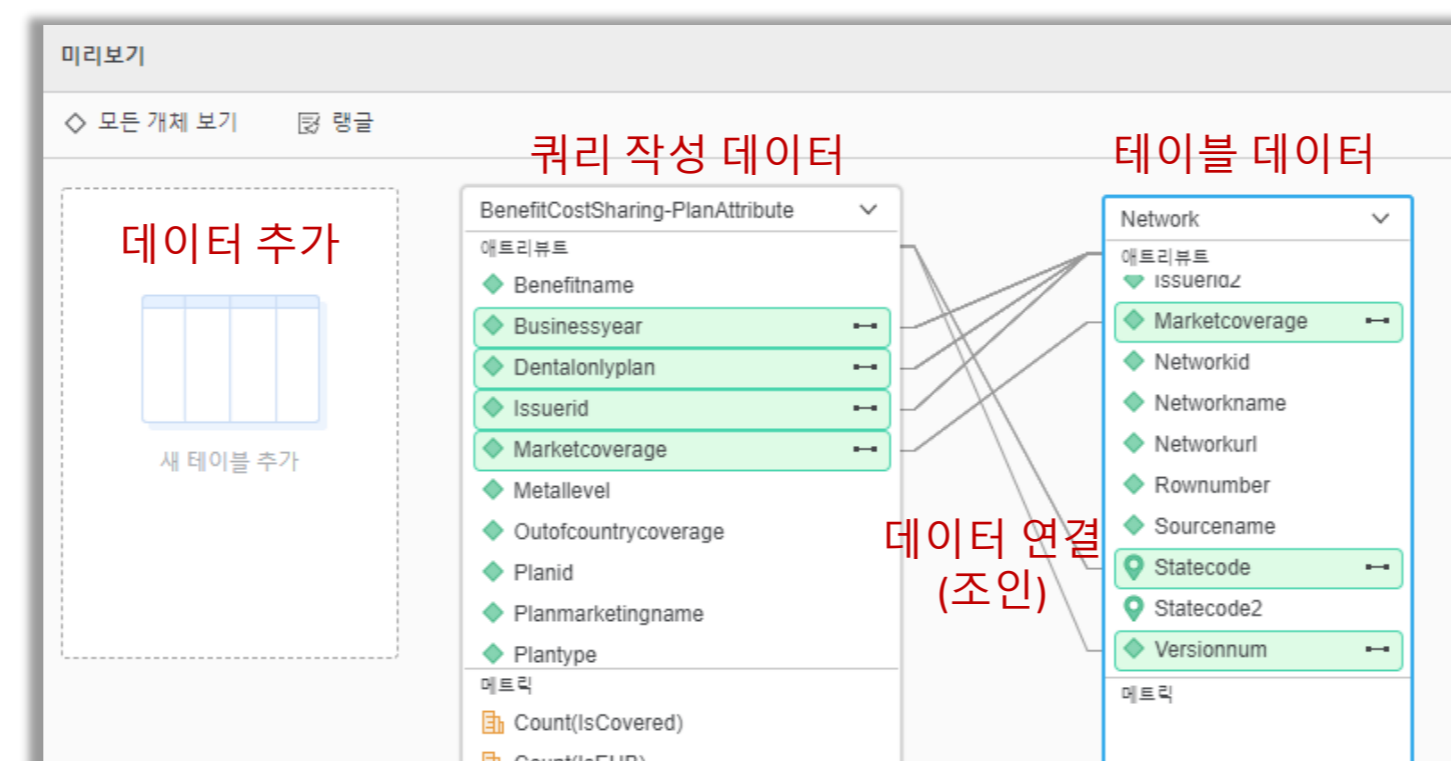 미리보기
모든 개체 보기
랭글
쿼리 작성 데이터
테이블 데이터
데이터 추가
새 테이블 추가
BenefitCostSharing-PlanAttribute
애트리뷰트
Benefitname
Businessyear
Dentalonlyplan
Issuerid
Marketcoverage
Metallevel
Outofcountrycoverage
Planid
Planmarketingname
Plantype
메트릭
Count(IsCovered)
Count(IsEHB)
데이터 연결
(조인)
Network
애트리뷰트
Issuerid2
Marketcoverage
Networkid
Networkname
Networkurl
Rownumber
Sourcename
Statecode
Statecode2
Versionnum
메트릭